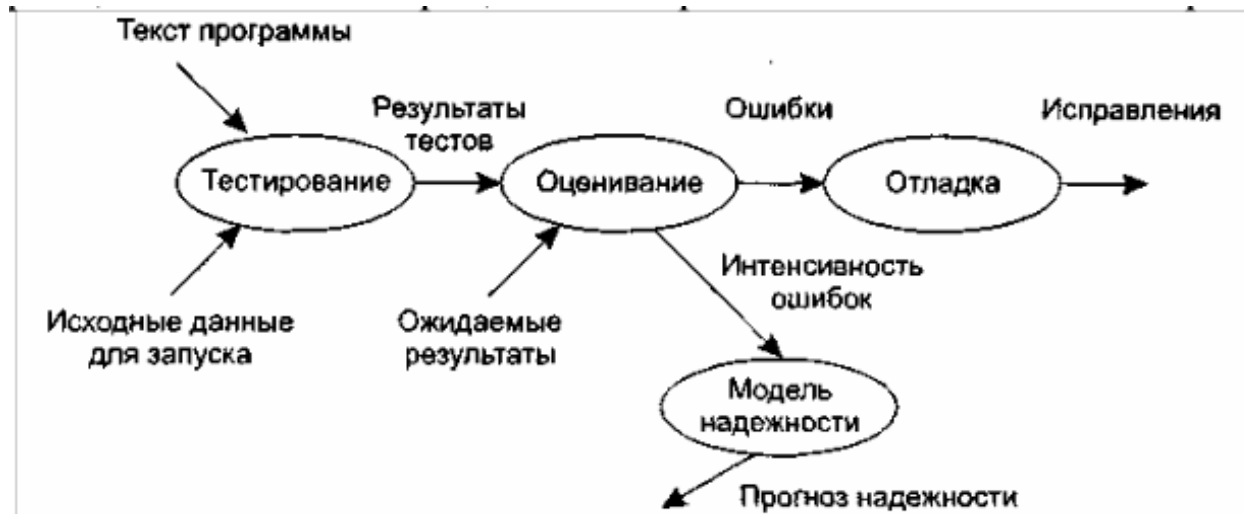 Текст программы
Результаты
тестов
Ошибки
Исправления
Тестирование
Оценивание
Отладка
Исходные данные
для запуска
Ожидаемые
результаты
Интенсивность
ошибок
Модель
надежности
Прогноз надежности